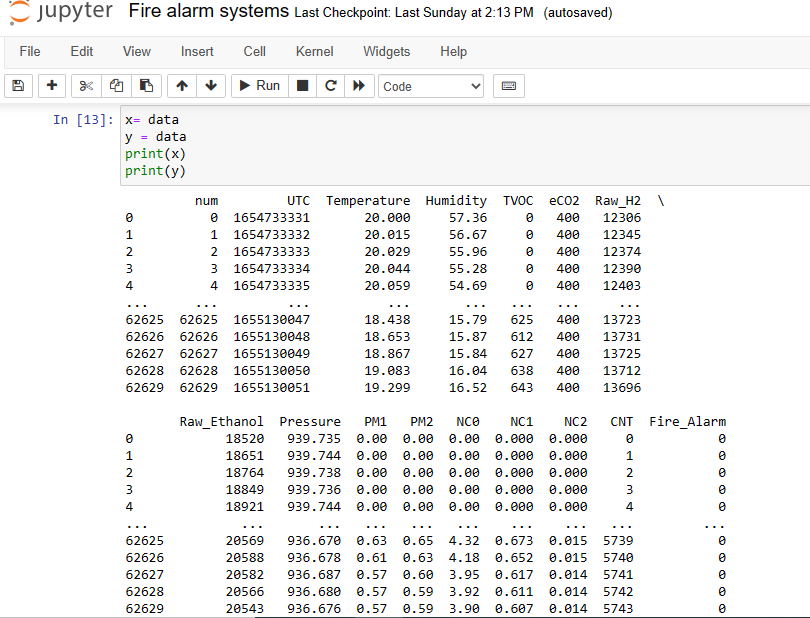 jupyter Fire alarm systems Last Checkpoint: Last Sunday at 2:13 PM (autosaved)
File Edit View Insert Cell Kernel Widgets Help
Run Code
In [13]: x= data
y = data
print(x)
print(y)
num UTC Temperature Humidity TVOC eCO2 Raw_H2 \
0 0 1654733331 20.000 57.36 0 400 12306
1 1 1654733332 20.015 56.67 0 400 12345
2 2 1654733333 20.029 55.96 0 400 12374
3 3 1654733334 20.044 55.28 0 400 12390
4 4 1654733335 20.059 54.69 0 400 12403
... ... ... ... ... ... ... ...
62625 62625 1655130047 18.438 15.79 625 400 13723
62626 62626 1655130048 18.653 15.87 612 400 13731
62627 62627 1655130049 18.867 15.84 627 400 13725
62628 62628 1655130050 19.083 16.04 638 400 13712
62629 62629 1655130051 19.299 16.52 643 400 13696
Raw_Ethanol Pressure PM1 PM2 NC0 NC1 NC2 CNT Fire_Alarm
0 18520 939.735 0.00 0.00 0.00 0.000 0.000 0 0
1 18651 939.744 0.00 0.00 0.00 0.000 0.000 1 0
2 18764 939.738 0.00 0.00 0.00 0.000 0.000 2 0
3 18849 939.736 0.00 0.00 0.00 0.000 0.000 3 0
4 18921 939.744 0.00 0.00 0.00 0.000 0.000 4 0
... ... ... ... ... ... ... ... ... ...
62625 20569 936.670 0.63 0.65 4.32 0.673 0.015 5739 0
62626 20588 936.678 0.61 0.63 4.18 0.652 0.015 5740 0
62627 20582 936.687 0.57 0.60 3.95 0.617 0.014 5741 0
62628 20566 936.680 0.57 0.59 3.92 0.611 0.014 5742 0
62629 20543 936.676 0.57 0.59 3.90 0.607 0.014 5743 0